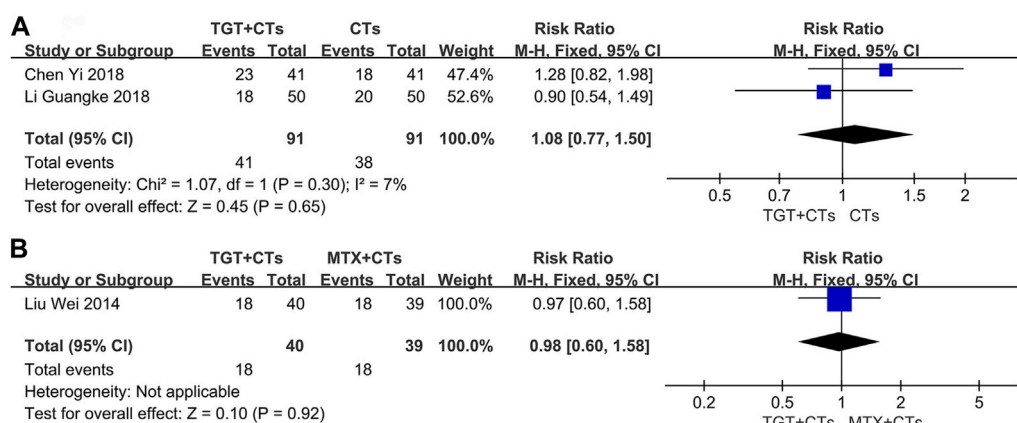 A
TGT+CTs CTs Risk Ratio Risk Ratio
Study or Subgroup Events Total Events Total Weight M-H, Fixed, 95% CI M-H, Fixed, 95% CI
Chen Yi 2018 23 41 18 41 47.4% 1.28 [0.82, 1.98]
Li Guangke 2018 18 50 20 50 52.6% 0.90 [0.54, 1.49]
Total (95% CI) 91 91 100.0% 1.08 [0.77, 1.50]
Total events 41 38
Heterogeneity: Chi² = 1.07, df = 1 (P = 0.30); I² = 7%
Test for overall effect: Z = 0.45 (P = 0.65)
0.5 0.7 1 1.5 2
TGT+CTs CTs
B
TGT+CTs MTX+CTs Risk Ratio Risk Ratio
Study or Subgroup Events Total Events Total Weight M-H, Fixed, 95% CI M-H, Fixed, 95% CI
Liu Wei 2014 18 40 18 39 100.0% 0.97 [0.60, 1.58]
Total (95% CI) 40 39 100.0% 0.98 [0.60, 1.58]
Total events 18 18
Heterogeneity: Not applicable
Test for overall effect: Z = 0.10 (P = 0.92)
0.2 0.5 1 2 5
TGT+CTs MTX+CTs